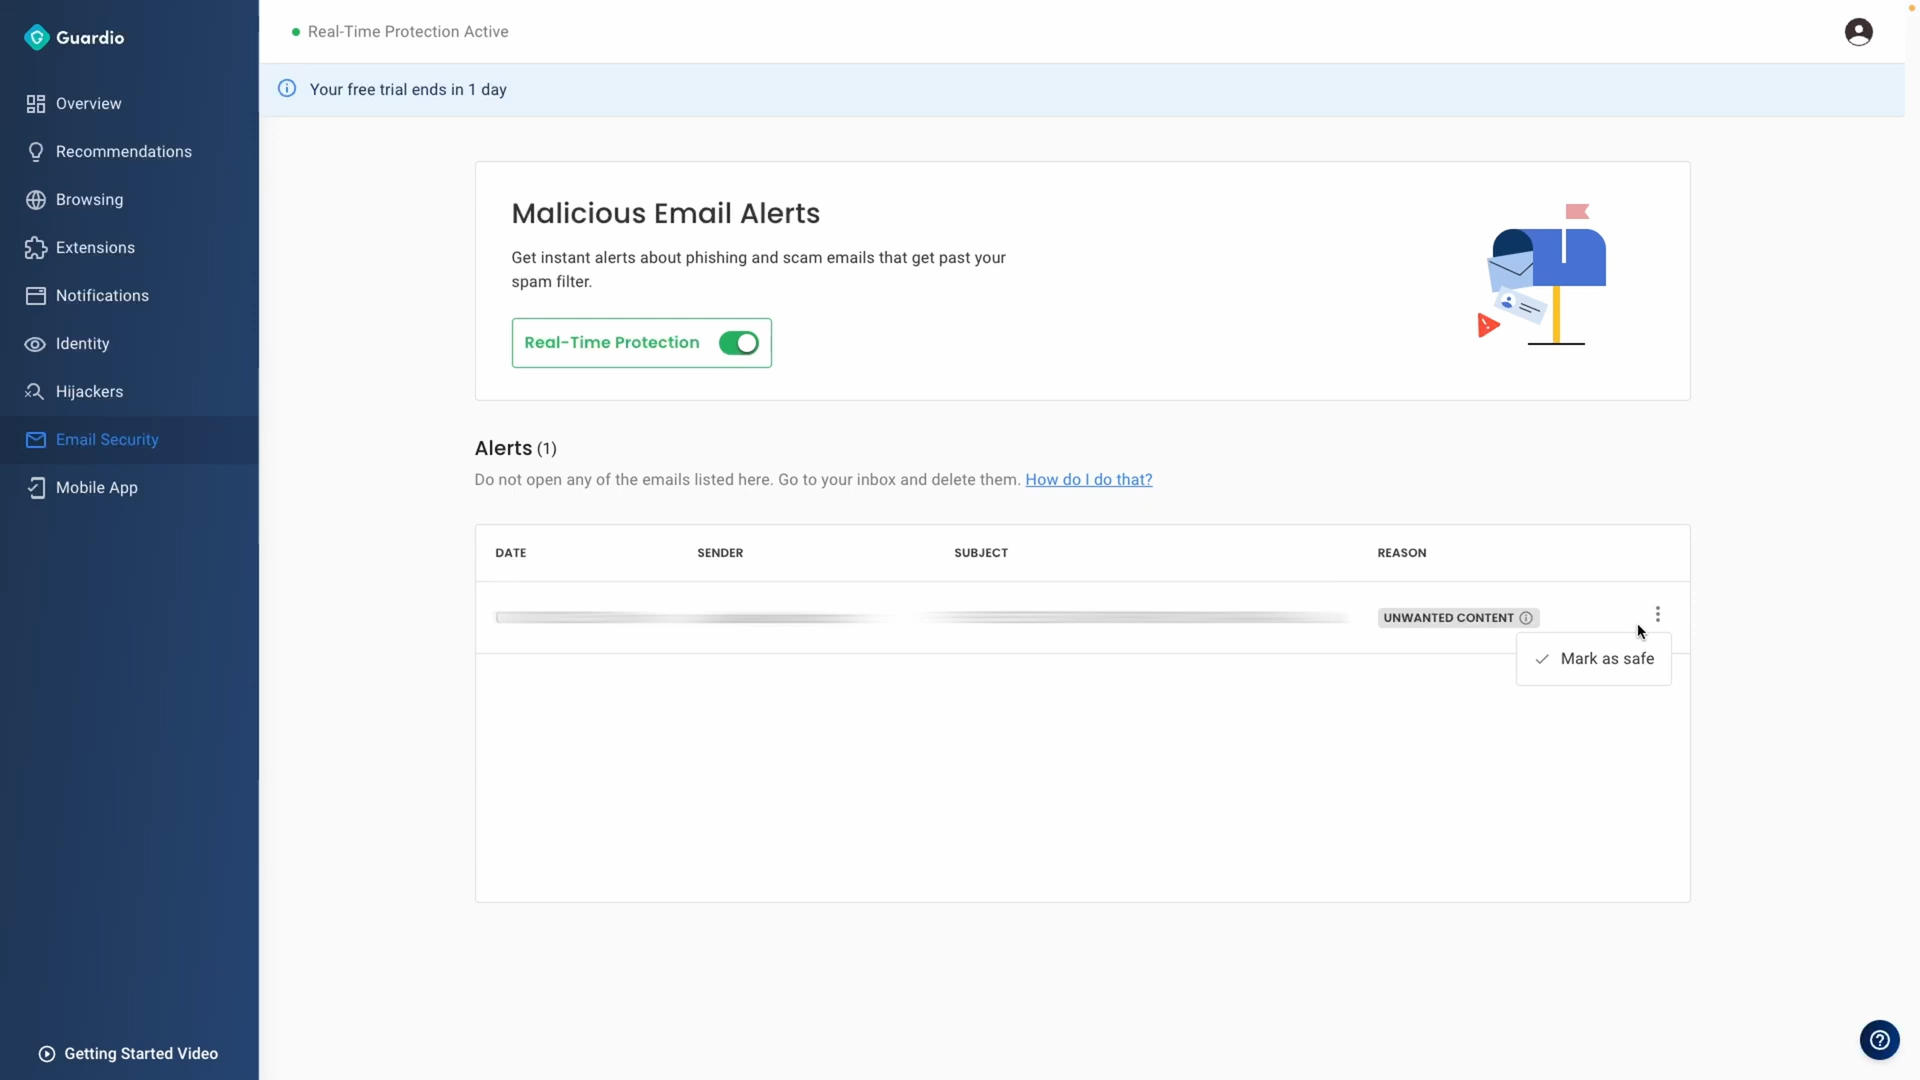 Guardio
Real-Time Protection Active
Your free trial ends in 1 day
Overview
Recommendations
Browsing
Extensions
Notifications
Identity
Hijackers
Email Security
Mobile App
Getting Started Video
Malicious Email Alerts
Get instant alerts about phishing and scam emails that get past your
spam filter.
Real-Time Protection
Alerts (1)
Do not open any of the emails listed here. Go to your inbox and delete them. How do I do that?
DATE SENDER SUBJECT REASON
UNWANTED CONTENT
Mark as safe